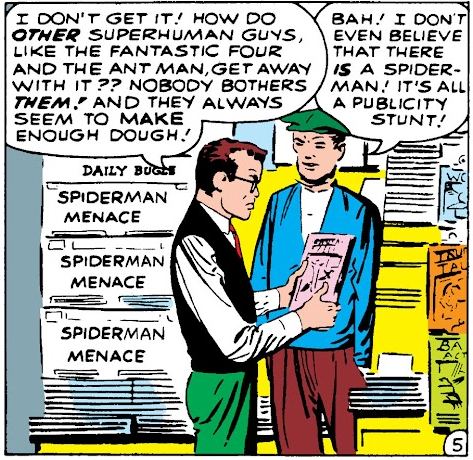 I DON'T GET IT! HOW DO
OTHER SUPERHUMAN GUYS,
LIKE THE FANTASTIC FOUR
AND THE ANT MAN, GET AWAY
WITH IT?? NOBODY BOTHERS
THEM! AND THEY ALWAYS
SEEM TO MAKE
ENOUGH DOUGH!
BAH! I DON'T
EVEN BELIEVE
THAT THERE
IS A SPIDER-
MAN! IT'S ALL
A PUBLICITY
STUNT!
DAILY BUGLE
SPIDERMAN
MENACE
SPIDERMAN
MENACE
SPIDERMAN
MENACE
5